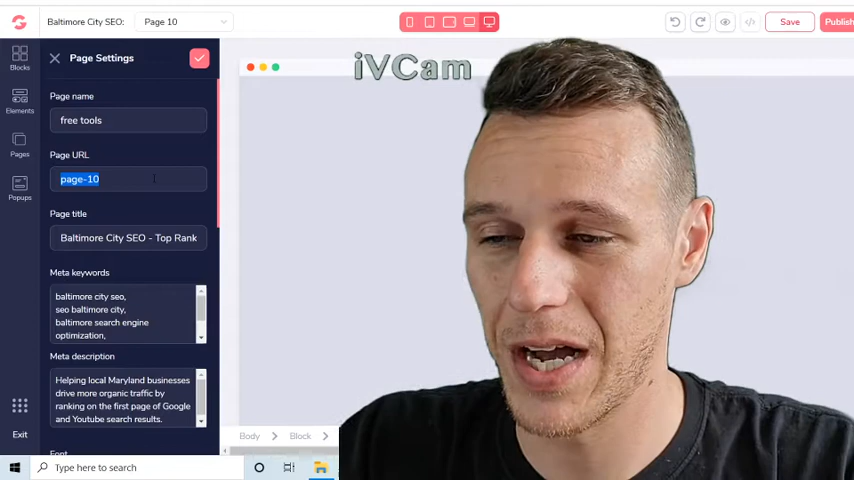 Baltimore City SEO: Page 10
Save
Publish
Page Settings
iVCam
Blocks
Page name
free tools
Elements
Page URL
Pages
page-10
Popups
Page title
Baltimore City SEO - Top Rank
Meta keywords
baltimore city seo,
seo baltimore city,
baltimore search engine
optimization,
Meta description
Helping local Maryland businesses
drive more organic traffic by
ranking on the first page of Google
and Youtube search results.
Exit
Body Block
Type here to search